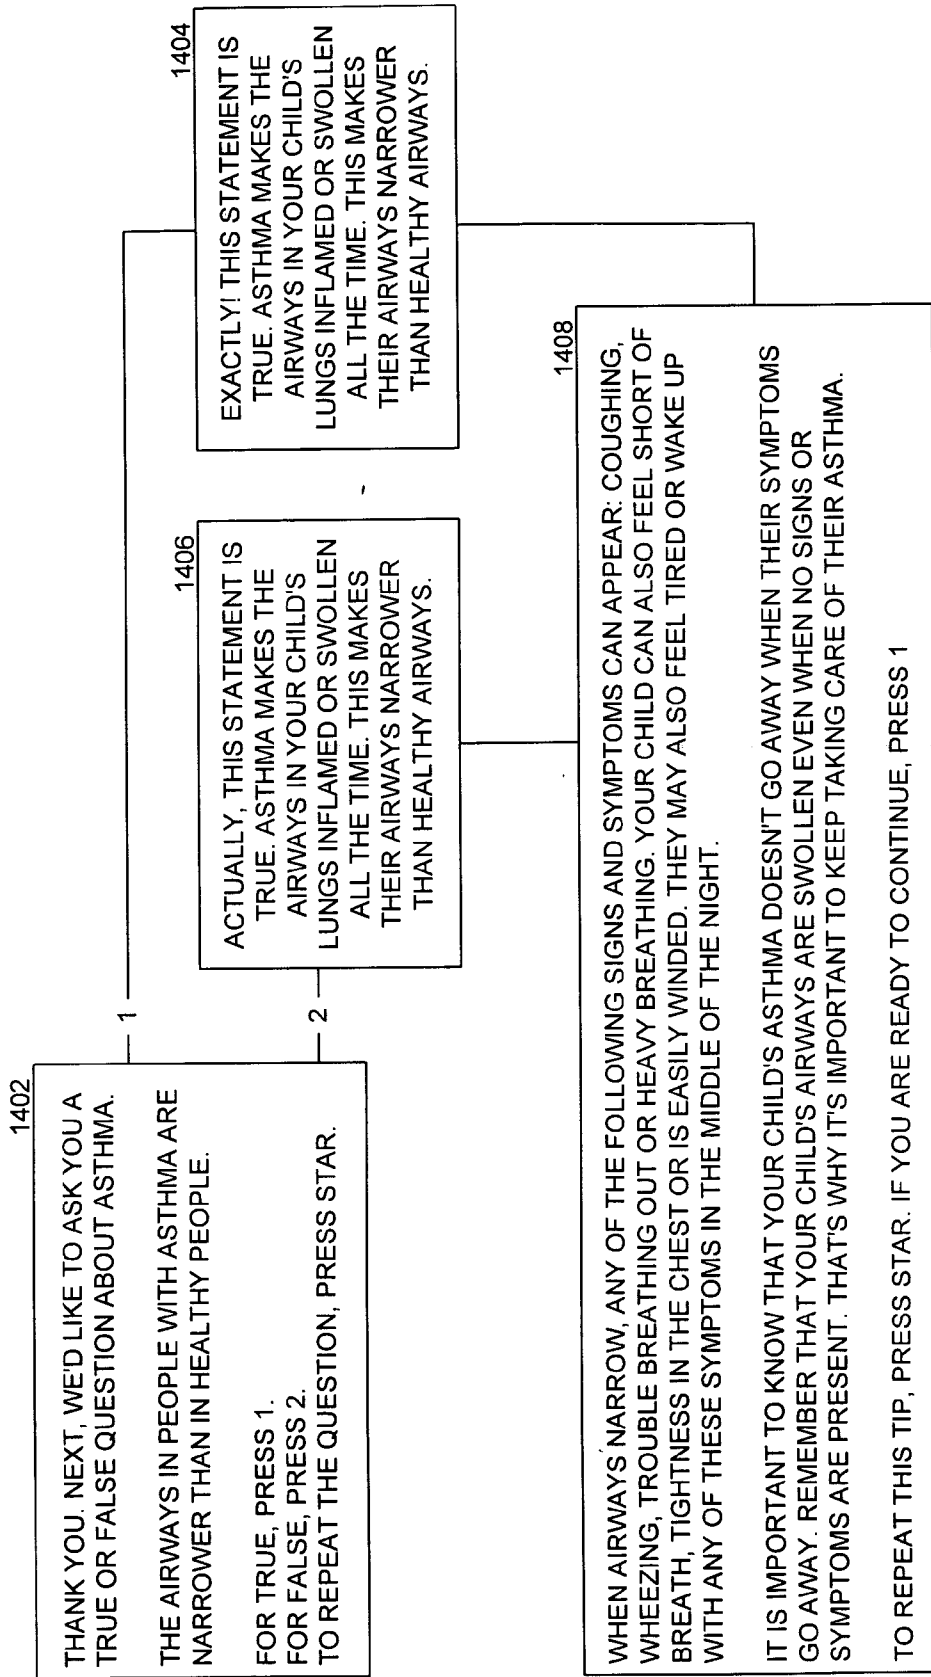 1402
THANK YOU. NEXT, WE'D LIKE TO ASK YOU A
TRUE OR FALSE QUESTION ABOUT ASTHMA.
THE AIRWAYS IN PEOPLE WITH ASTHMA ARE
NARROWER THAN IN HEALTHY PEOPLE.
FOR TRUE, PRESS 1.
FOR FALSE, PRESS 2.
TO REPEAT THE QUESTION, PRESS STAR.
1
2
1406
ACTUALLY, THIS STATEMENT IS
TRUE. ASTHMA MAKES THE
AIRWAYS IN YOUR CHILD'S
LUNGS INFLAMED OR SWOLLEN
ALL THE TIME. THIS MAKES
THEIR AIRWAYS NARROWER
THAN HEALTHY AIRWAYS.
1404
EXACTLY! THIS STATEMENT IS
TRUE. ASTHMA MAKES THE
AIRWAYS IN YOUR CHILD'S
LUNGS INFLAMED OR SWOLLEN
ALL THE TIME. THIS MAKES
THEIR AIRWAYS NARROWER
THAN HEALTHY AIRWAYS.
1408
WHEN AIRWAYS NARROW, ANY OF THE FOLLOWING SIGNS AND SYMPTOMS CAN APPEAR: COUGHING,
WHEEZING, TROUBLE BREATHING OUT OR HEAVY BREATHING. YOUR CHILD CAN ALSO FEEL SHORT OF
BREATH, TIGHTNESS IN THE CHEST OR IS EASILY WINDED. THEY MAY ALSO FEEL TIRED OR WAKE UP
WITH ANY OF THESE SYMPTOMS IN THE MIDDLE OF THE NIGHT.
IT IS IMPORTANT TO KNOW THAT YOUR CHILD'S ASTHMA DOESN'T GO AWAY WHEN THEIR SYMPTOMS
GO AWAY. REMEMBER THAT YOUR CHILD'S AIRWAYS ARE SWOLLEN EVEN WHEN NO SIGNS OR
SYMPTOMS ARE PRESENT. THAT'S WHY IT'S IMPORTANT TO KEEP TAKING CARE OF THEIR ASTHMA.
TO REPEAT THIS TIP, PRESS STAR. IF YOU ARE READY TO CONTINUE, PRESS 1